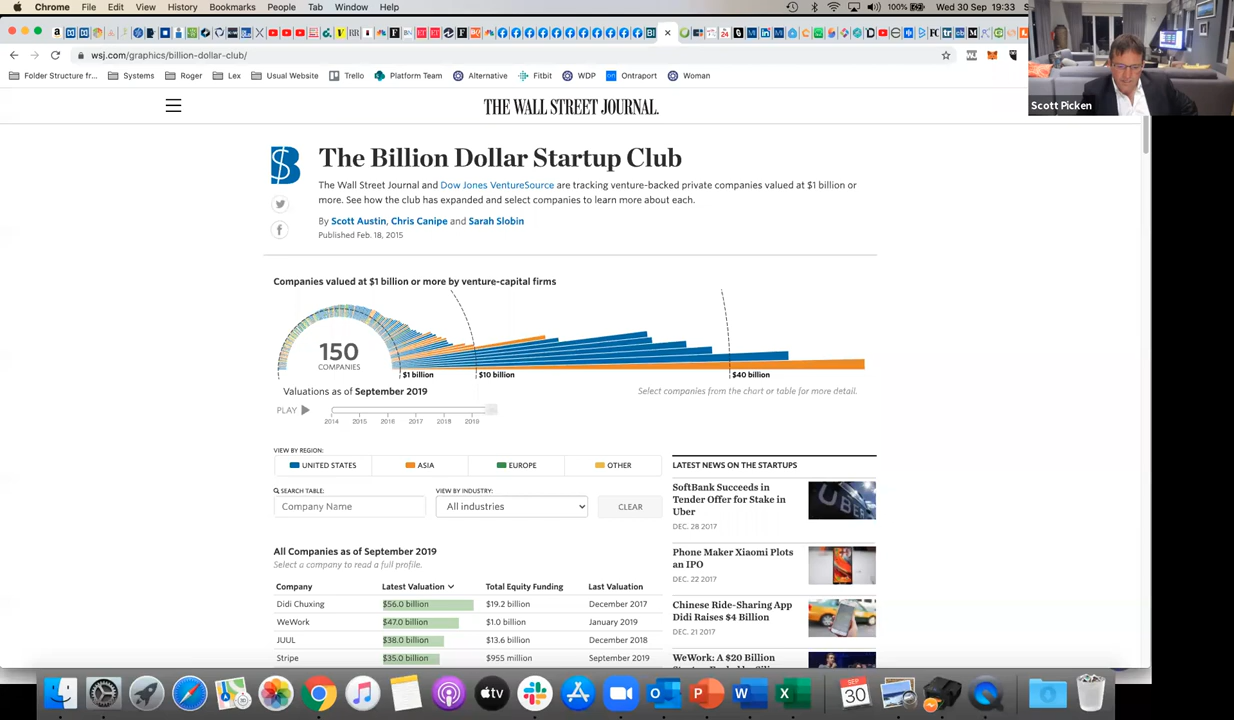 Chrome File Edit View History Bookmarks People Tab Window Help
100% Wed 30 Sep 19:33
wsj.com/graphics/billion-dollar-club/
Folder Structure fr... Systems Roger Lex Usual Website Trello Platform Team Alternative Fitbit WDP Ontraport Woman
Scott Picken
THE WALL STREET JOURNAL.
The Billion Dollar Startup Club
The Wall Street Journal and Dow Jones VentureSource are tracking venture-backed private companies valued at $1 billion or
more. See how the club has expanded and select companies to learn more about each.
By Scott Austin, Chris Canipe and Sarah Slobin
Published Feb. 18, 2015
Companies valued at $1 billion or more by venture-capital firms
150
COMPANIES
$1 billion $10 billion $40 billion
Valuations as of September 2019
Select companies from the chart or table for more detail.
PLAY
2014 2015 2016 2017 2018 2019
VIEW BY REGION:
UNITED STATES ASIA EUROPE OTHER
SEARCH TABLE: VIEW BY INDUSTRY:
Company Name All industries CLEAR
All Companies as of September 2019
Select a company to read a full profile.
Company Latest Valuation Total Equity Funding Last Valuation
Didi Chuxing $56.0 billion $19.2 billion December 2017
WeWork $47.0 billion $1.0 billion January 2019
JUUL $38.0 billion $13.6 billion December 2018
Stripe $35.0 billion $955 million September 2019
LATEST NEWS ON THE STARTUPS
SoftBank Succeeds in
Tender Offer for Stake in
Uber
DEC. 28 2017
UBER
Phone Maker Xiaomi Plots
an IPO
DEC. 22 2017
Chinese Ride-Sharing App
Didi Raises $4 Billion
DEC. 21 2017
WeWork: A $20 Billion
SEP
30